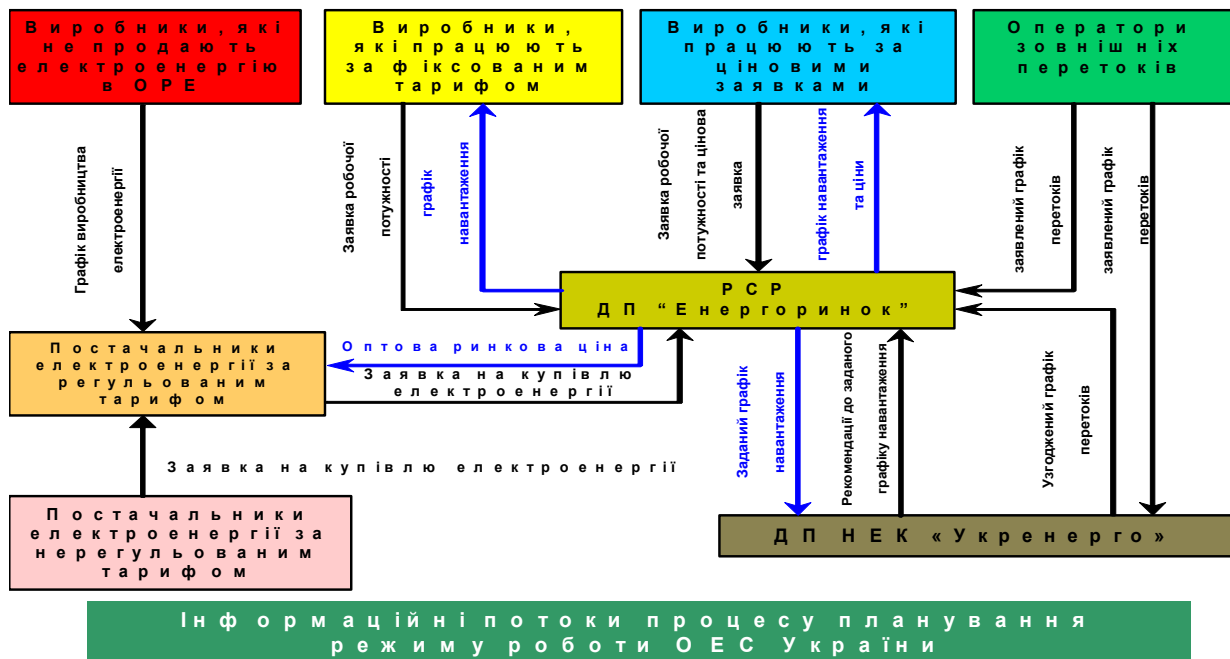 Виробники, які
не продають
електроенергію
в ОРЕ
Виробники,
які працюють
за фіксованим
тарифом
Виробники, які
працюють за
ціновими
заявками
Оператори
зовнішніх
перетоків
Графік виробництва
електроенергії
Заявка робочої
потужності
графік
навантаження
Заявка робочої
потужності та цінова
заявка
графік навантаження
та ціни
заявлений графік
перетоків
заявлений графік
перетоків
РСР
ДП “Енергоринок”
Постачальники
електроенергії за
регульованим
тарифом
Оптова ринкова ціна
Заявка на купівлю
електроенергії
Заданий графік
навантаження
Рекомендації до заданого
графіку навантаження
Узгоджений графік
перетоків
Заявка на купівлю електроенергії
Постачальники
електроенергії за
нерегульованим
тарифом
ДП НЕК «Укренерго»
Інформаційні потоки процесу планування
режиму роботи ОЕС України